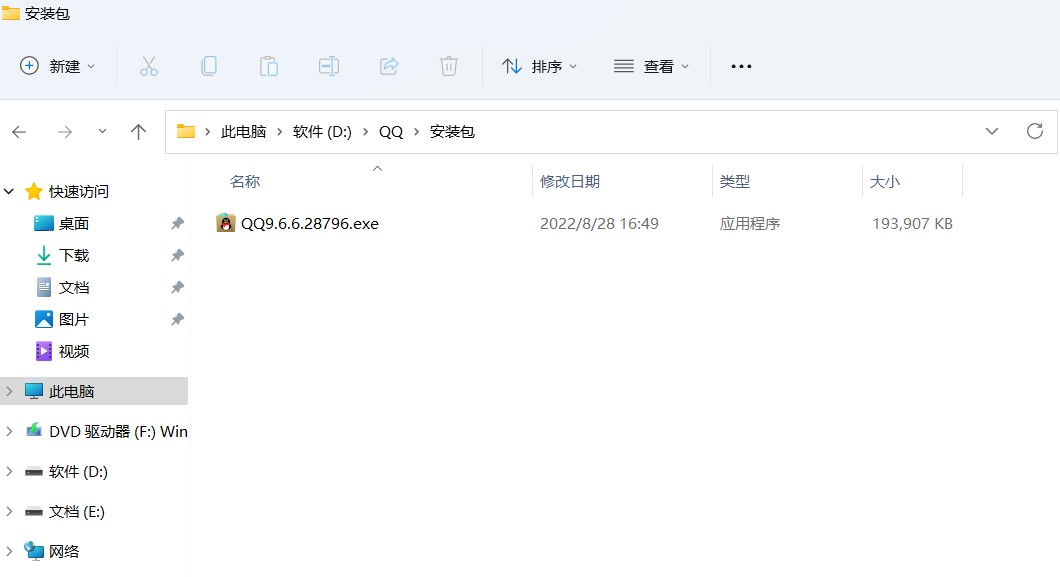 安装包
新建 排序 查看
此电脑 软件 (D:) QQ 安装包
名称 修改日期 类型 大小
QQ9.6.6.28796.exe 2022/8/28 16:49 应用程序 193,907 KB
快速访问
桌面
下载
文档
图片
视频
此电脑
DVD 驱动器 (F:) Win
软件 (D:)
文档 (E:)
网络